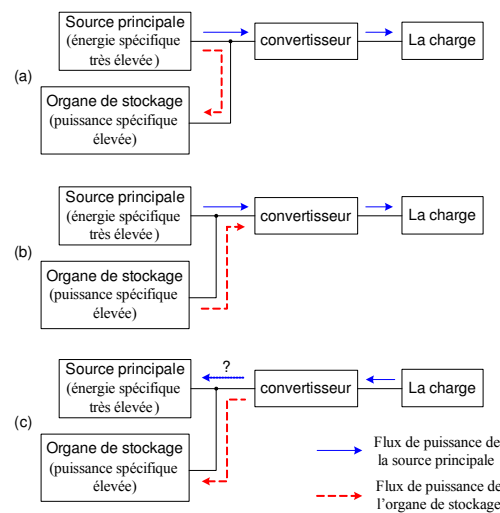 Source principale
(énergie spécifique
très élevée)
convertisseur
La charge
(a)
Organe de stockage
(puissance spécifique
élevée)
Source principale
(énergie spécifique
très élevée)
convertisseur
La charge
(b)
Organe de stockage
(puissance spécifique
élevée)
?
Source principale
(énergie spécifique
très élevée)
convertisseur
La charge
(c)
Organe de stockage
(puissance spécifique
élevée)
Flux de puissance de
la source principale
Flux de puissance de
l'organe de stockage